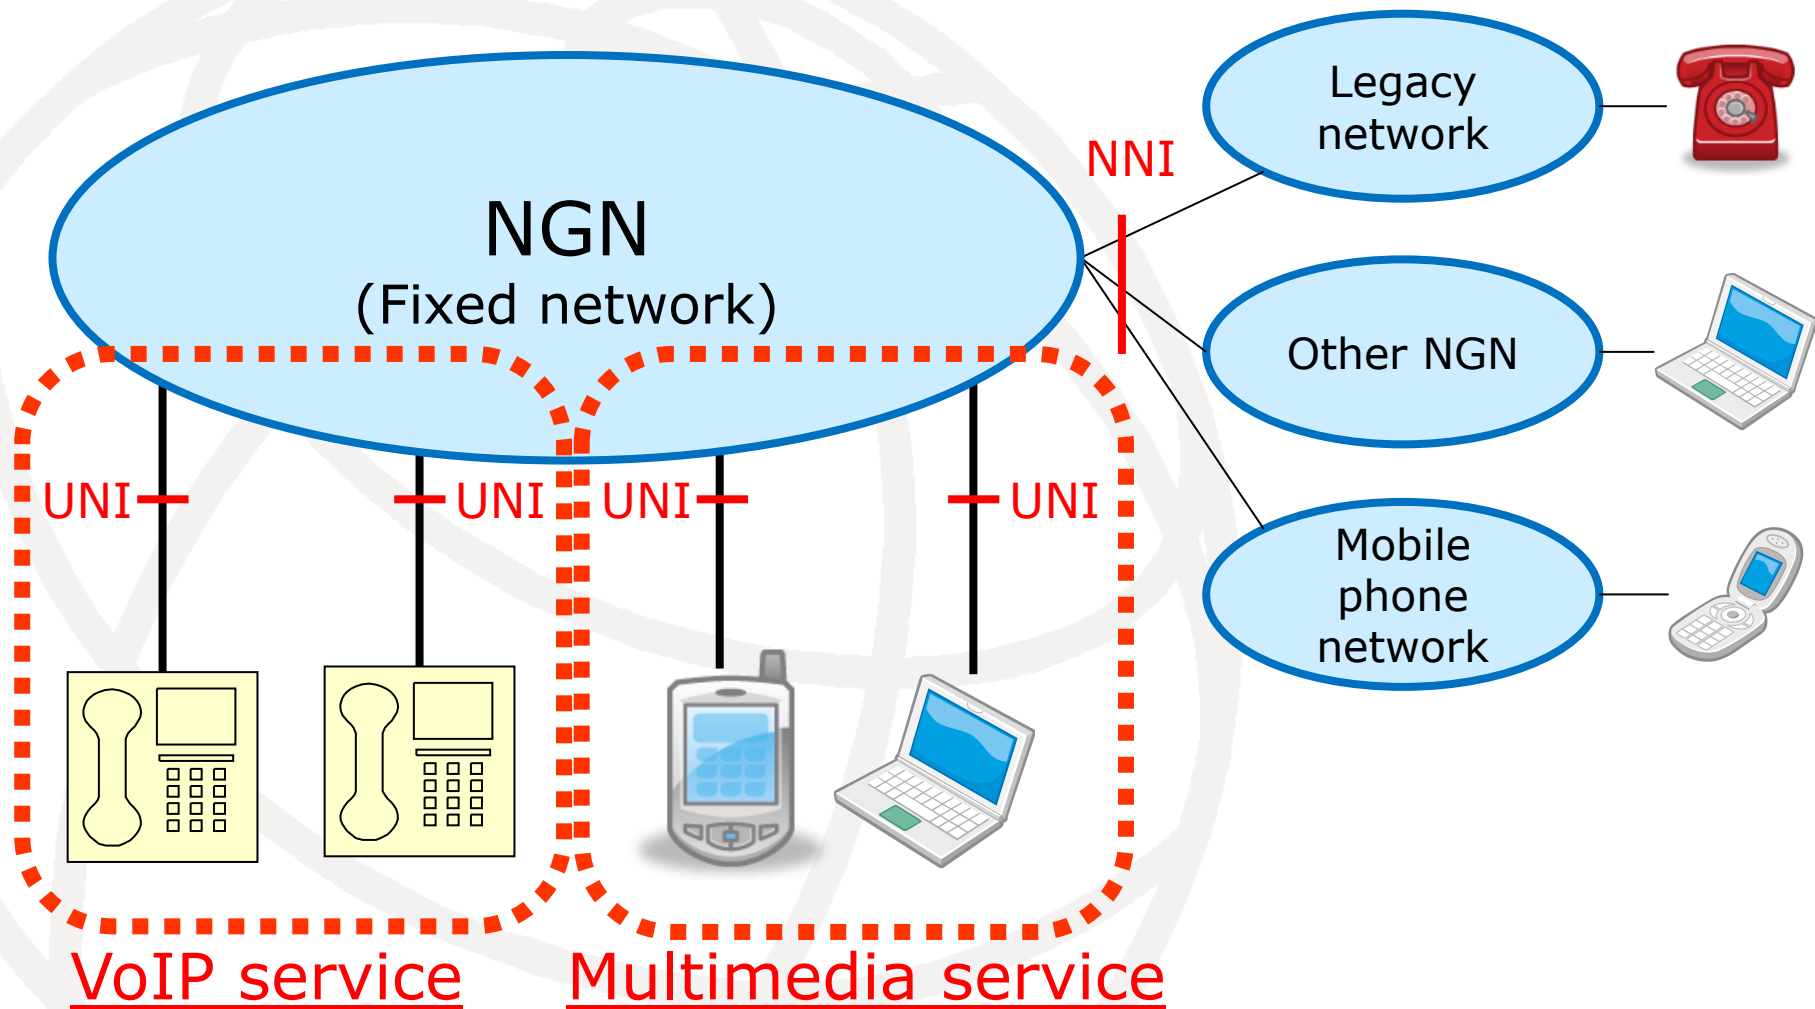 NGN
(Fixed network)
NNI
Legacy
network
Other NGN
Mobile
phone
network
UNI
UNI
UNI
UNI
VoIP service
Multimedia service